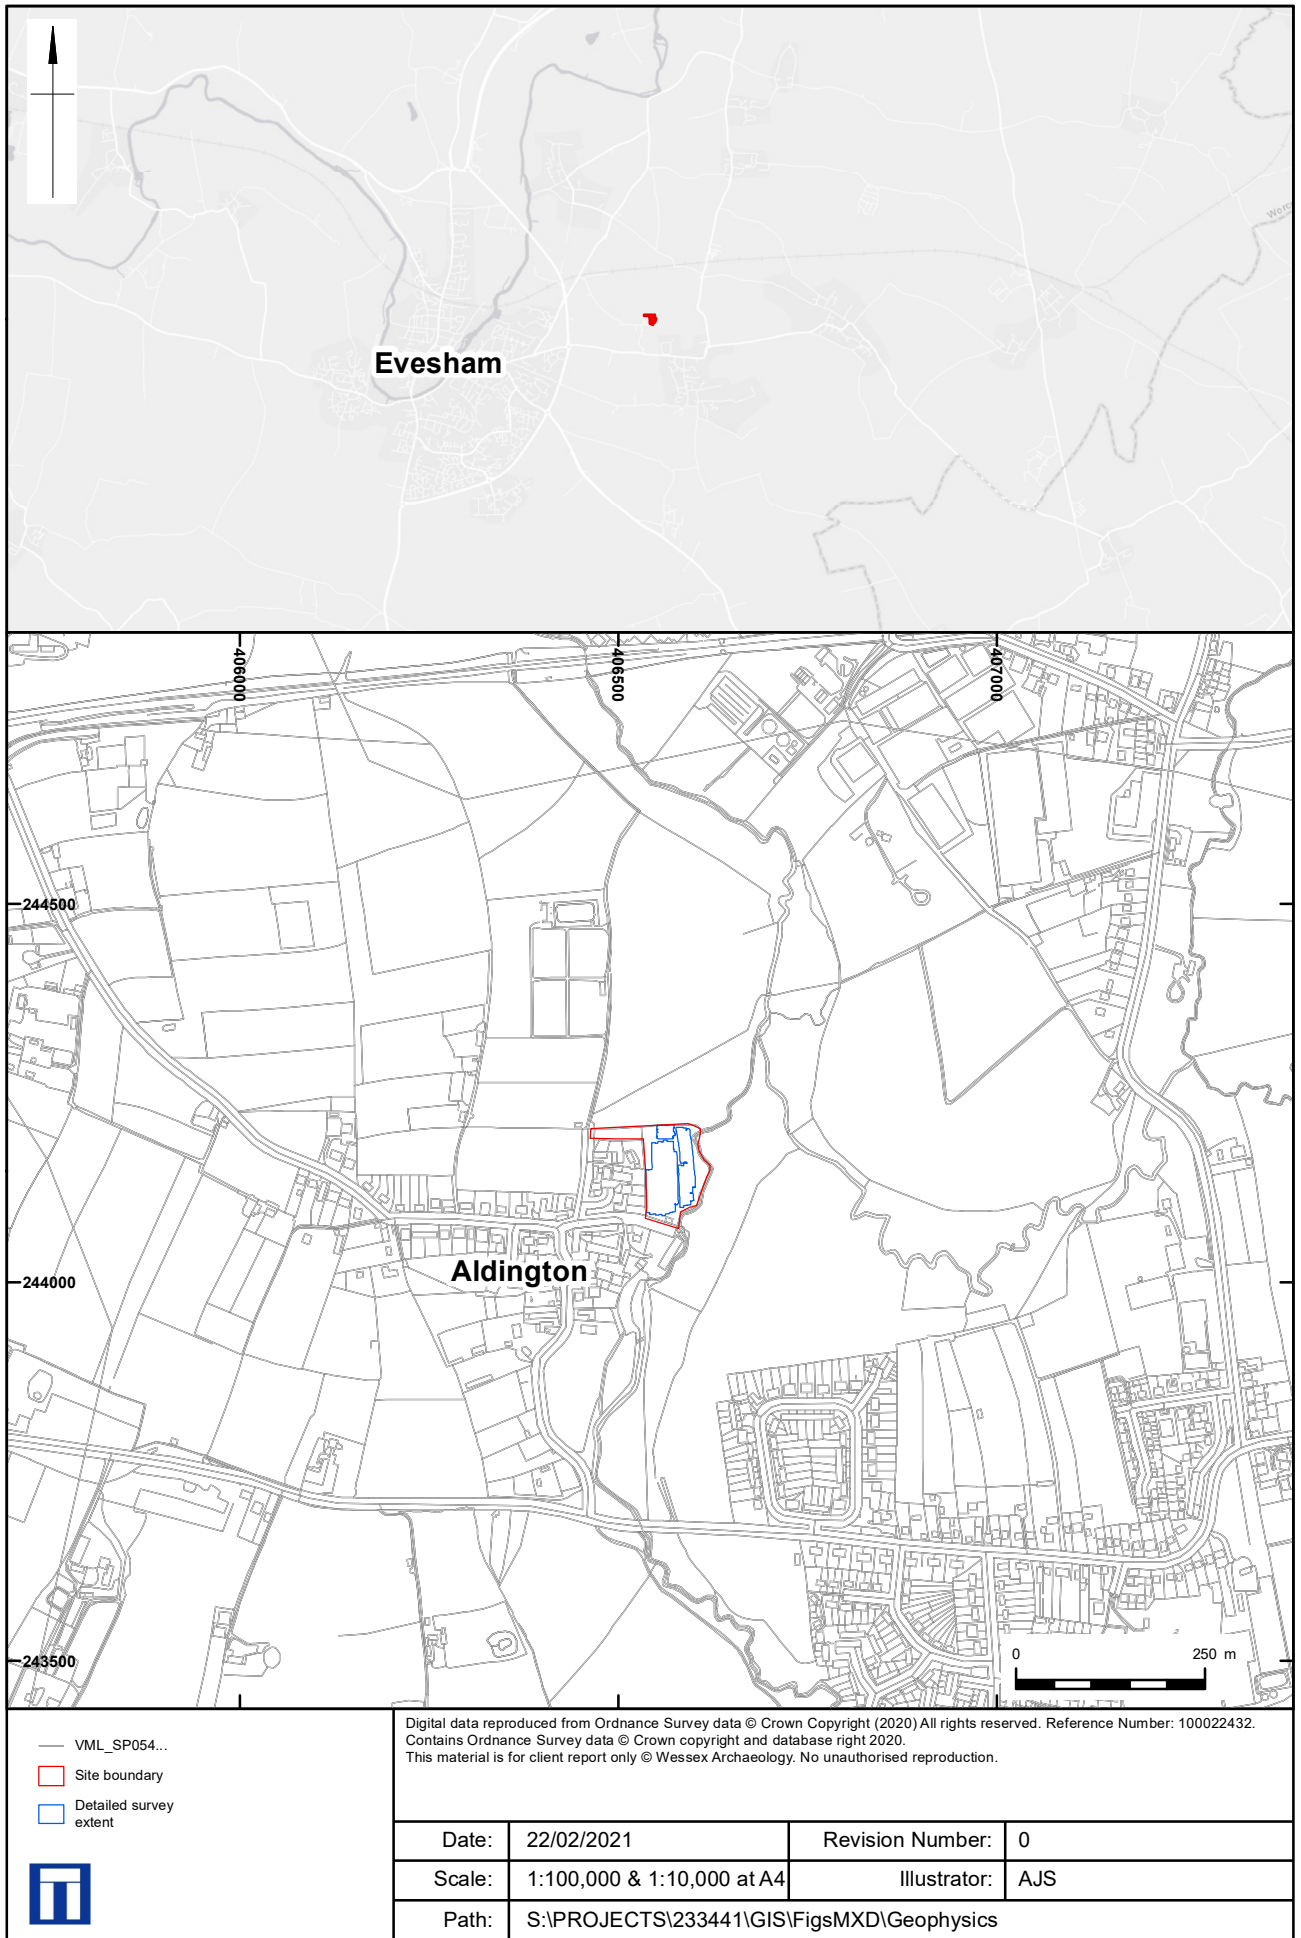 Worc
Evesham
406000
406500
407000
244500
Aldington
244000
243500
0 250 m
VML_SP054...
Site boundary
Detailed survey
extent
Digital data reproduced from Ordnance Survey data © Crown Copyright (2020) All rights reserved. Reference Number: 100022432.
Contains Ordnance Survey data © Crown copyright and database right 2020.
This material is for client report only © Wessex Archaeology. No unauthorised reproduction.
Date: 22/02/2021 Revision Number: 0
Scale: 1:100,000 & 1:10,000 at A4 Illustrator: AJS
Path: S:\PROJECTS\233441\GIS\FigsMXD\Geophysics